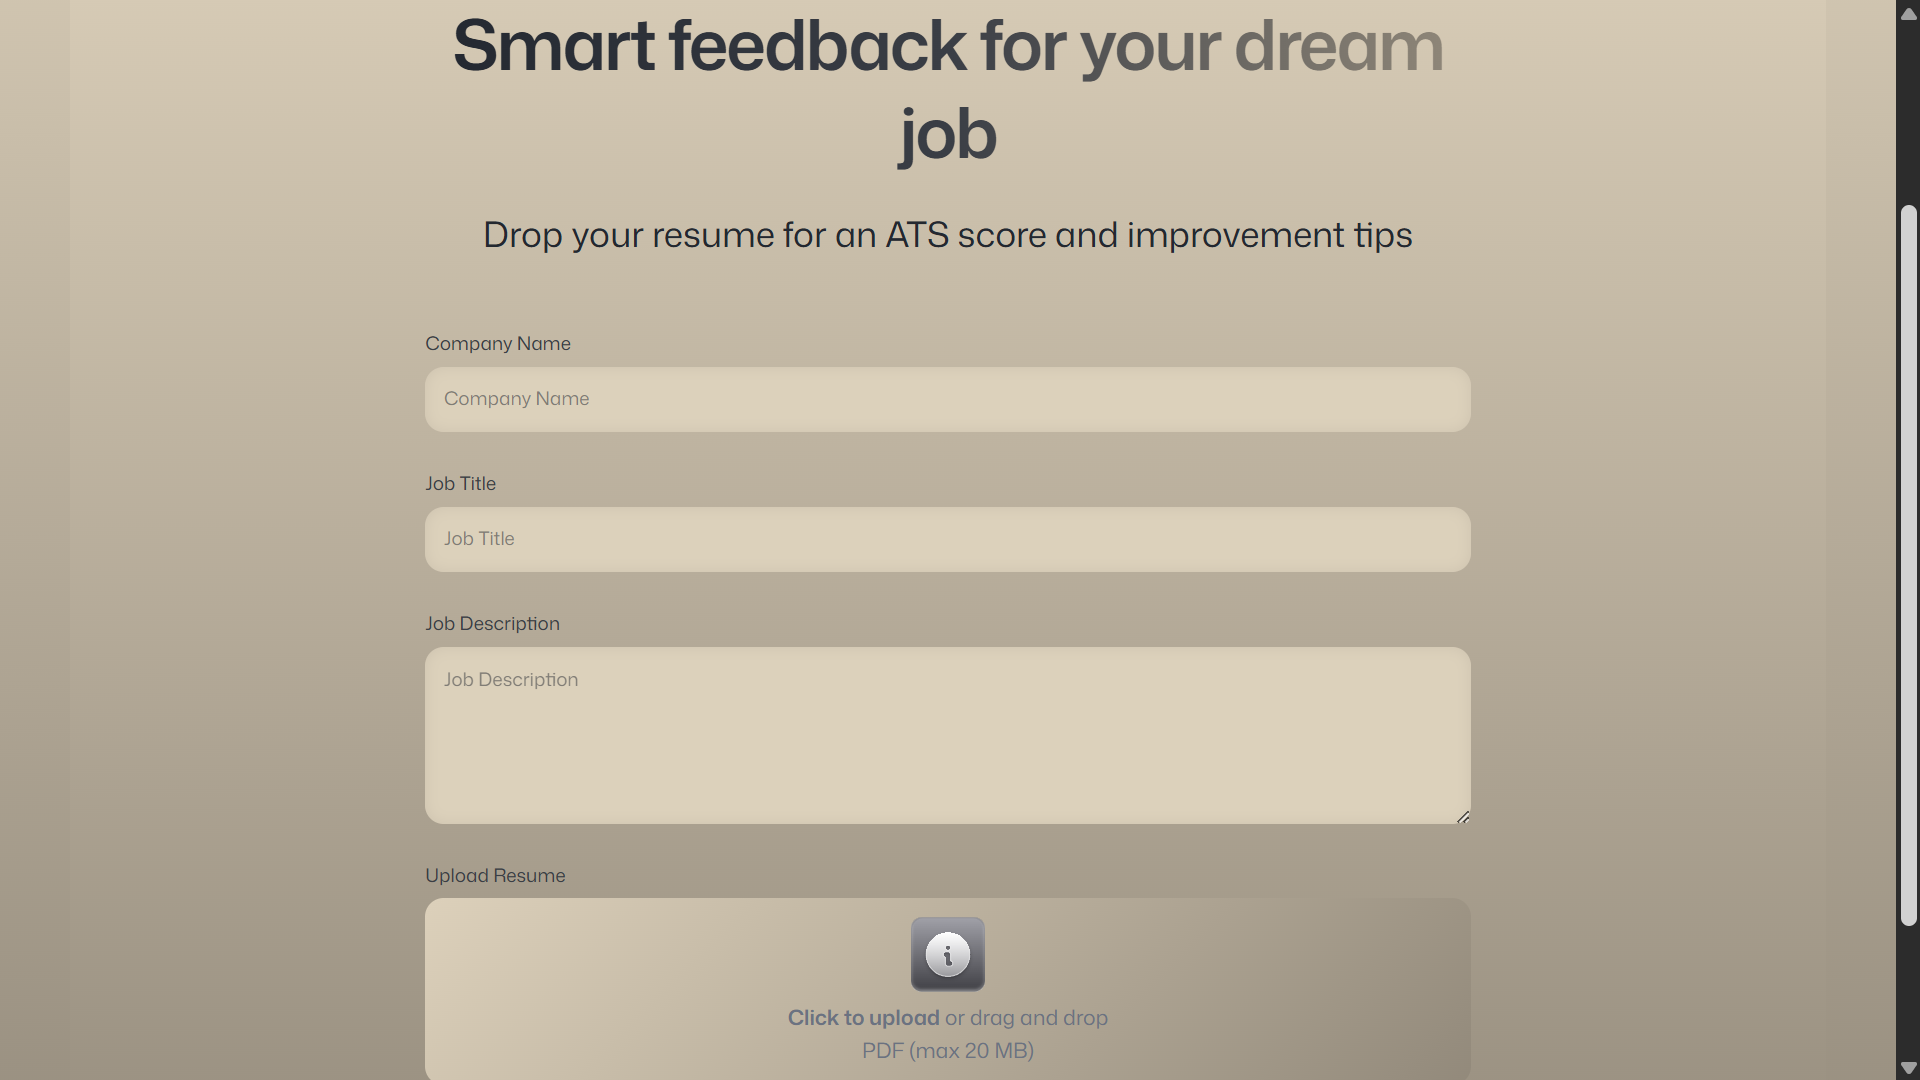 Smart feedback for your dream
job
Drop your resume for an ATS score and improvement tips
Company Name
Company Name
Job Title
Job Title
Job Description
Job Description
Upload Resume
Click to upload or drag and drop
PDF (max 20 MB)